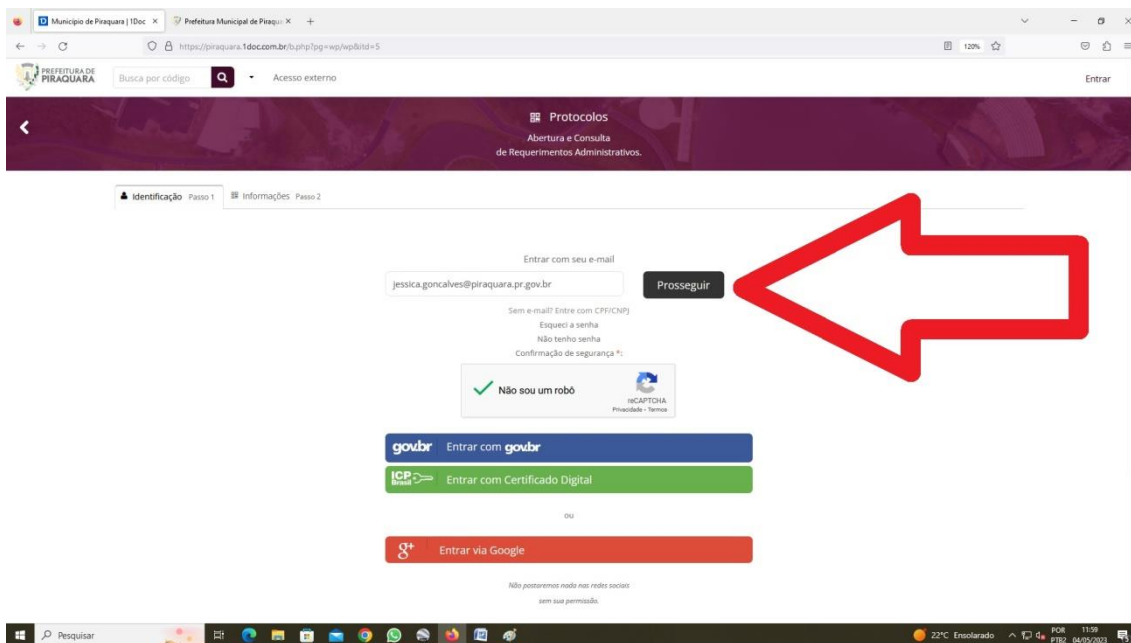 Município de Piraquara | 1Doc
Prefeitura Municipal de Piraqu
https://piraquara.1doc.com.br/b.php?pg=wp/wp&itd=5
120%
PREFEITURA DE
PIRAQUARA
Busca por código
Acesso externo
Entrar
Protocolos
Abertura e Consulta
de Requerimentos Administrativos.
Identificação Passo 1
Informações Passo 2
Entrar com seu e-mail
jessica.goncalves@piraquara.pr.gov.br
Prosseguir
Sem e-mail? Entre com CPF/CNPJ
Esqueci a senha
Não tenho senha
Confirmação de segurança *:
Não sou um robô
reCAPTCHA
Privacidade - Termos
gov.br Entrar com gov.br
ICP Brasil Entrar com Certificado Digital
ou
g+ Entrar via Google
Não postaremos nada nas redes sociais
sem sua permissão.
Pesquisar
22°C Ensolarado
POR 11:59
PTB2 04/05/2023